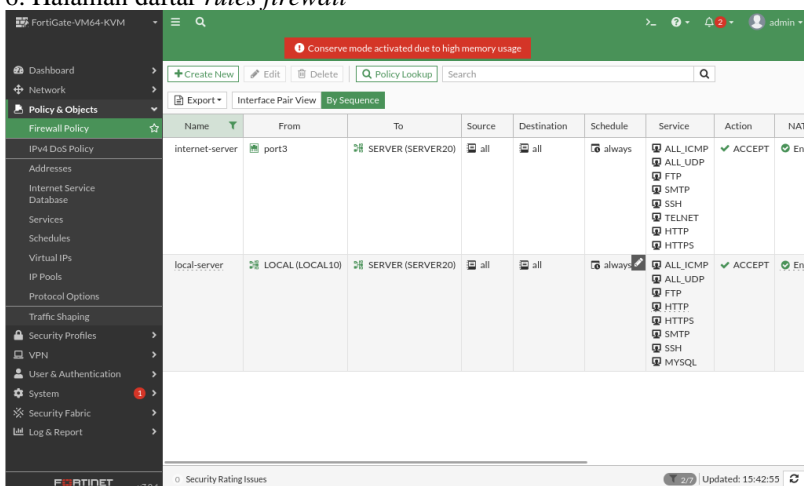 6. Halaman daftar rules firewall
FortiGate-VM64-KVM
>_
2
admin
Conserve mode activated due to high memory usage
Dashboard
Network
Policy & Objects
Firewall Policy
IPv4 DoS Policy
Addresses
Internet Service
Database
Services
Schedules
Virtual IPs
IP Pools
Protocol Options
Traffic Shaping
Security Profiles
VPN
User & Authentication
System 1
Security Fabric
Log & Report
FORTINET
+ Create New Edit Delete Policy Lookup Search
Export Interface Pair View By Sequence
Name From To Source Destination Schedule Service Action NAT
internet-server port3 SERVER (SERVER20) all all always ALL_ICMP ACCEPT En
ALL_UDP
FTP
SMTP
SSH
TELNET
HTTP
HTTPS
local-server LOCAL (LOCAL10) SERVER (SERVER20) all all always ALL_ICMP ACCEPT En
ALL_UDP
FTP
HTTP
HTTPS
SMTP
SSH
MYSQL
0 Security Rating Issues 2/7 Updated: 15:42:55